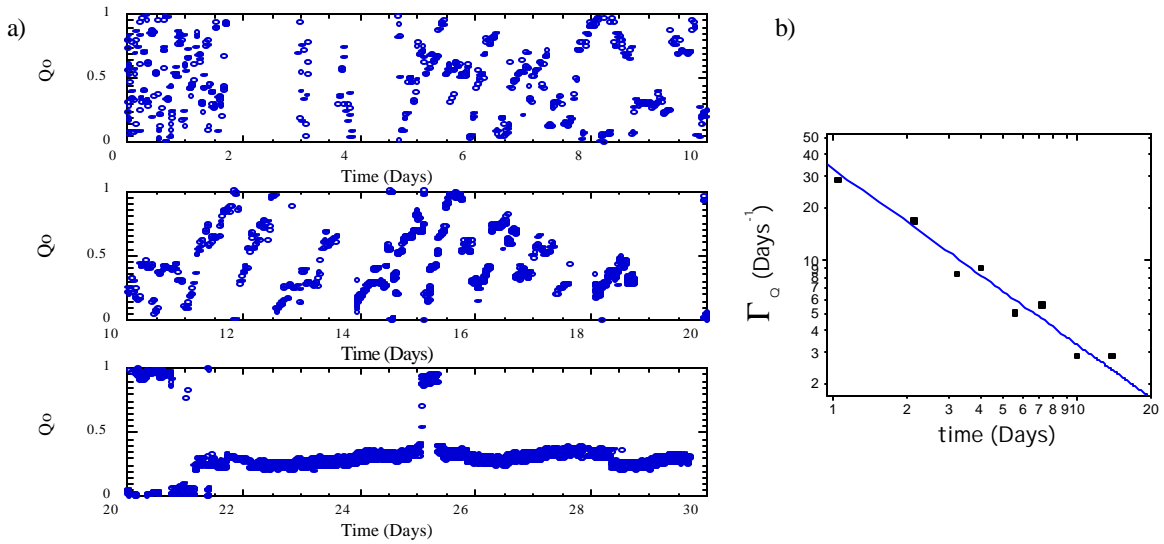 a)
1
0.5
0
Qo
0 2 4 6 8 10
Time (Days)
1
0.5
0
Qo
10 12 14 16 18 20
Time (Days)
1
0.5
0
Qo
20 22 24 26 28 30
Time (Days)
b)
50
40
30
20
10
9
8
7
6
5
4
3
2
Γ_Q (Days⁻¹)
1 2 3 4 5 6 7 8 9 10 20
time (Days)